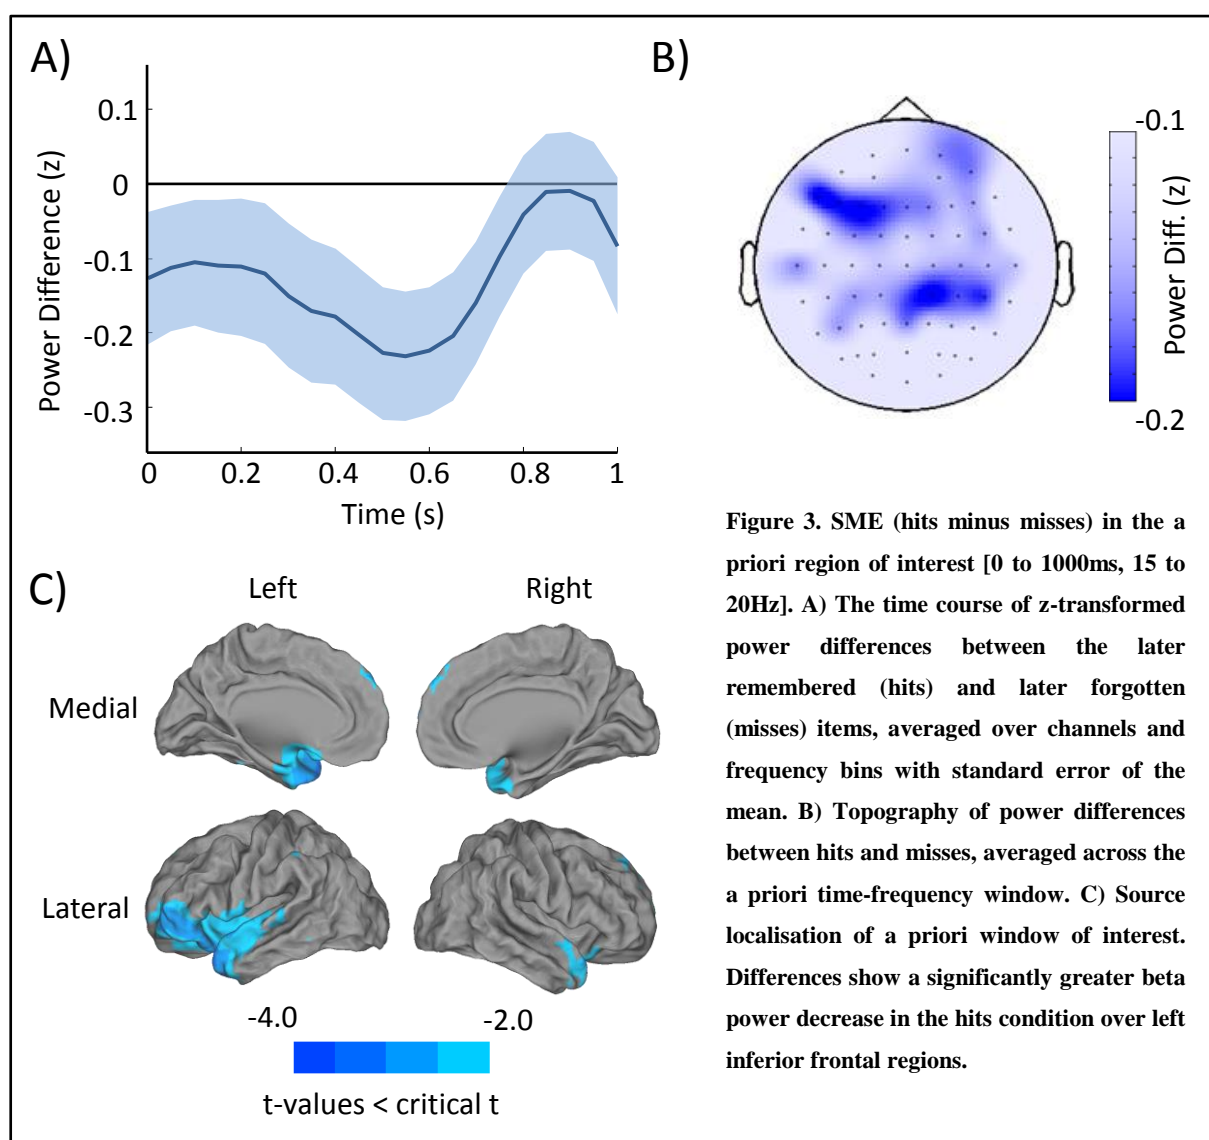 A)
0.1
0
-0.1
-0.2
-0.3
Power Difference (z)
0 0.2 0.4 0.6 0.8 1
Time (s)
B)
-0.1
Power Diff. (z)
-0.2
C)
Left Right
Medial
Lateral
-4.0 -2.0
t-values < critical t
Figure 3. SME (hits minus misses) in the a
priori region of interest [0 to 1000ms, 15 to
20Hz]. A) The time course of z-transformed
power differences between the later
remembered (hits) and later forgotten
(misses) items, averaged over channels and
frequency bins with standard error of the
mean. B) Topography of power differences
between hits and misses, averaged across the
a priori time-frequency window. C) Source
localisation of a priori window of interest.
Differences show a significantly greater beta
power decrease in the hits condition over left
inferior frontal regions.